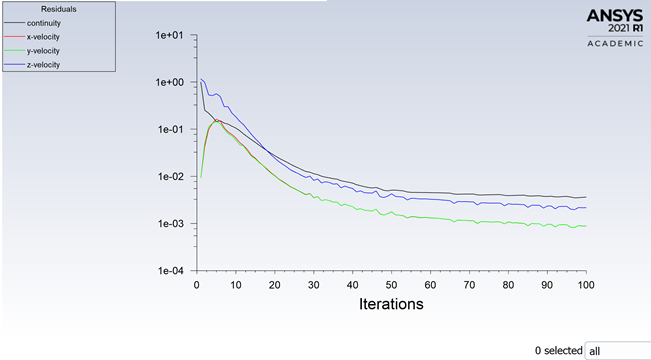 Residuals
continuity
x-velocity
y-velocity
z-velocity
ANSYS
2021 R1
ACADEMIC
1e+01
1e+00
1e-01
1e-02
1e-03
1e-04
0 10 20 30 40 50 60 70 80 90 100
Iterations
0 selected all